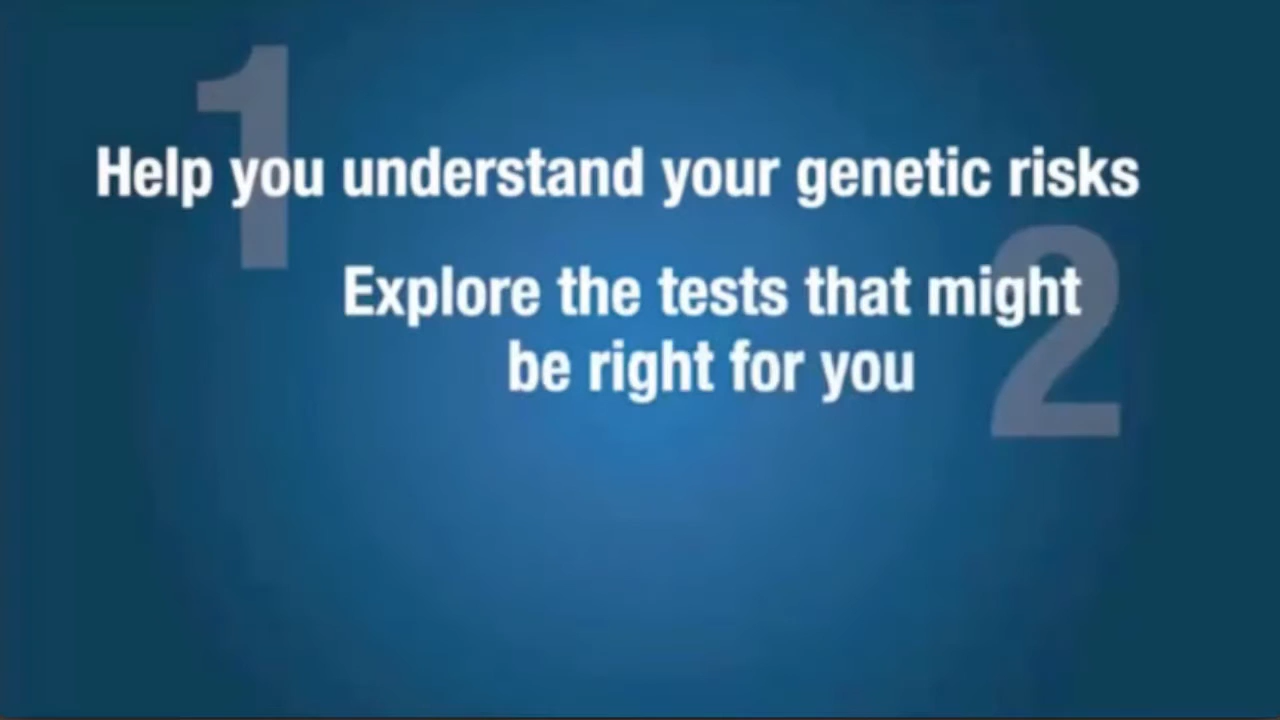 1
Help you understand your genetic risks
2
Explore the tests that might
be right for you